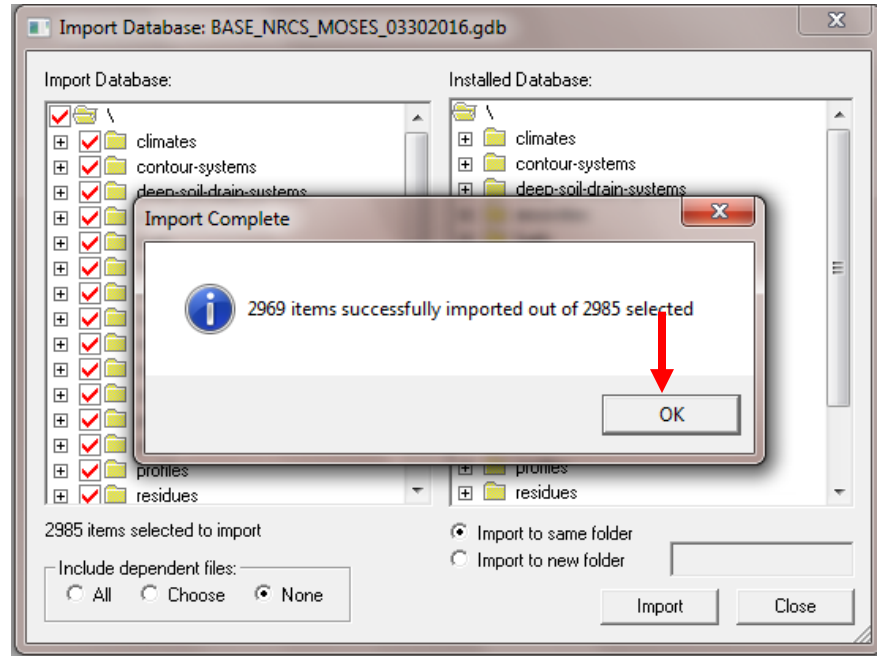 Import Database: BASE_NRCS_MOSES_03302016.gdb
Import Database:
\
climates
contour-systems
deep-soil-drain-systems
profiles
residues
2985 items selected to import
Include dependent files:
All Choose None
Installed Database:
\
climates
contour-systems
deep-soil-drain-systems
profiles
residues
Import to same folder
Import to new folder
Import Close
Import Complete
2969 items successfully imported out of 2985 selected
OK